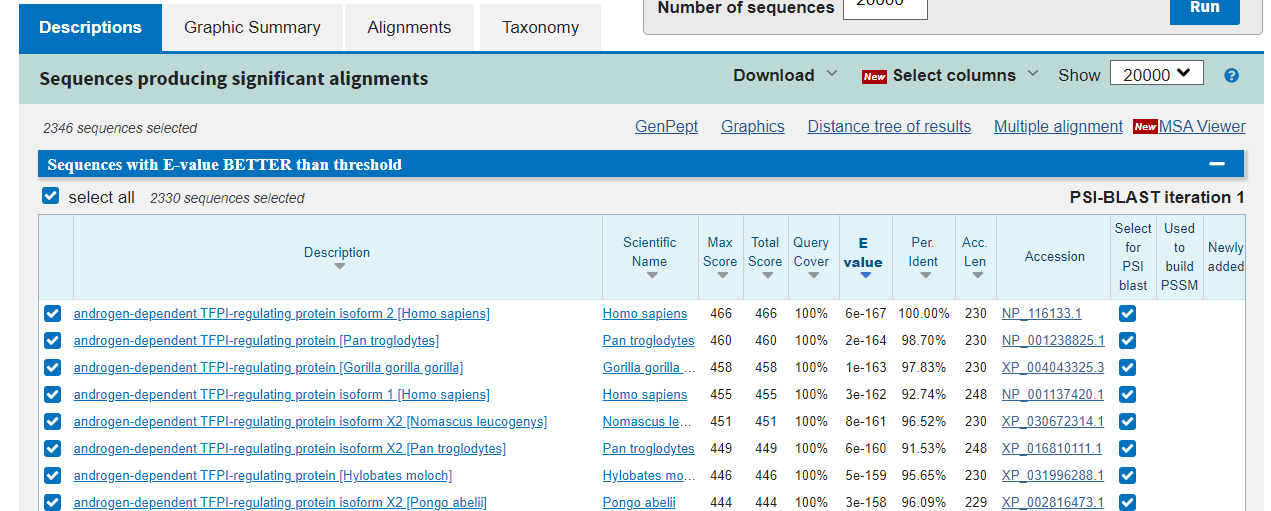 Number of sequences 20000 Run
Descriptions Graphic Summary Alignments Taxonomy
Sequences producing significant alignments Download New Select columns Show 20000 ?
2346 sequences selected GenPept Graphics Distance tree of results Multiple alignment New MSA Viewer
Sequences with E-value BETTER than threshold
select all 2330 sequences selected PSI-BLAST iteration 1
Description Scientific Name Max Score Total Score Query Cover E value Per. Ident Acc. Len Accession Select for PSI blast Used to build PSSM Newly added
androgen-dependent TFPI-regulating protein isoform 2 [Homo sapiens] Homo sapiens 466 466 100% 6e-167 100.00% 230 NP_116133.1
androgen-dependent TFPI-regulating protein [Pan troglodytes] Pan troglodytes 460 460 100% 2e-164 98.70% 230 NP_001238825.1
androgen-dependent TFPI-regulating protein [Gorilla gorilla gorilla] Gorilla gorilla ... 458 458 100% 1e-163 97.83% 230 XP_004043325.3
androgen-dependent TFPI-regulating protein isoform 1 [Homo sapiens] Homo sapiens 455 455 100% 3e-162 92.74% 248 NP_001137420.1
androgen-dependent TFPI-regulating protein isoform X2 [Nomascus leucogenys] Nomascus le... 451 451 100% 8e-161 96.52% 230 XP_030672314.1
androgen-dependent TFPI-regulating protein isoform X2 [Pan troglodytes] Pan troglodytes 449 449 100% 6e-160 91.53% 248 XP_016810111.1
androgen-dependent TFPI-regulating protein [Hylobates moloch] Hylobates mo... 446 446 100% 5e-159 95.65% 230 XP_031996288.1
androgen-dependent TFPI-regulating protein isoform X2 [Pongo abelii] Pongo abelii 444 444 100% 3e-158 96.09% 229 XP_002816473.1